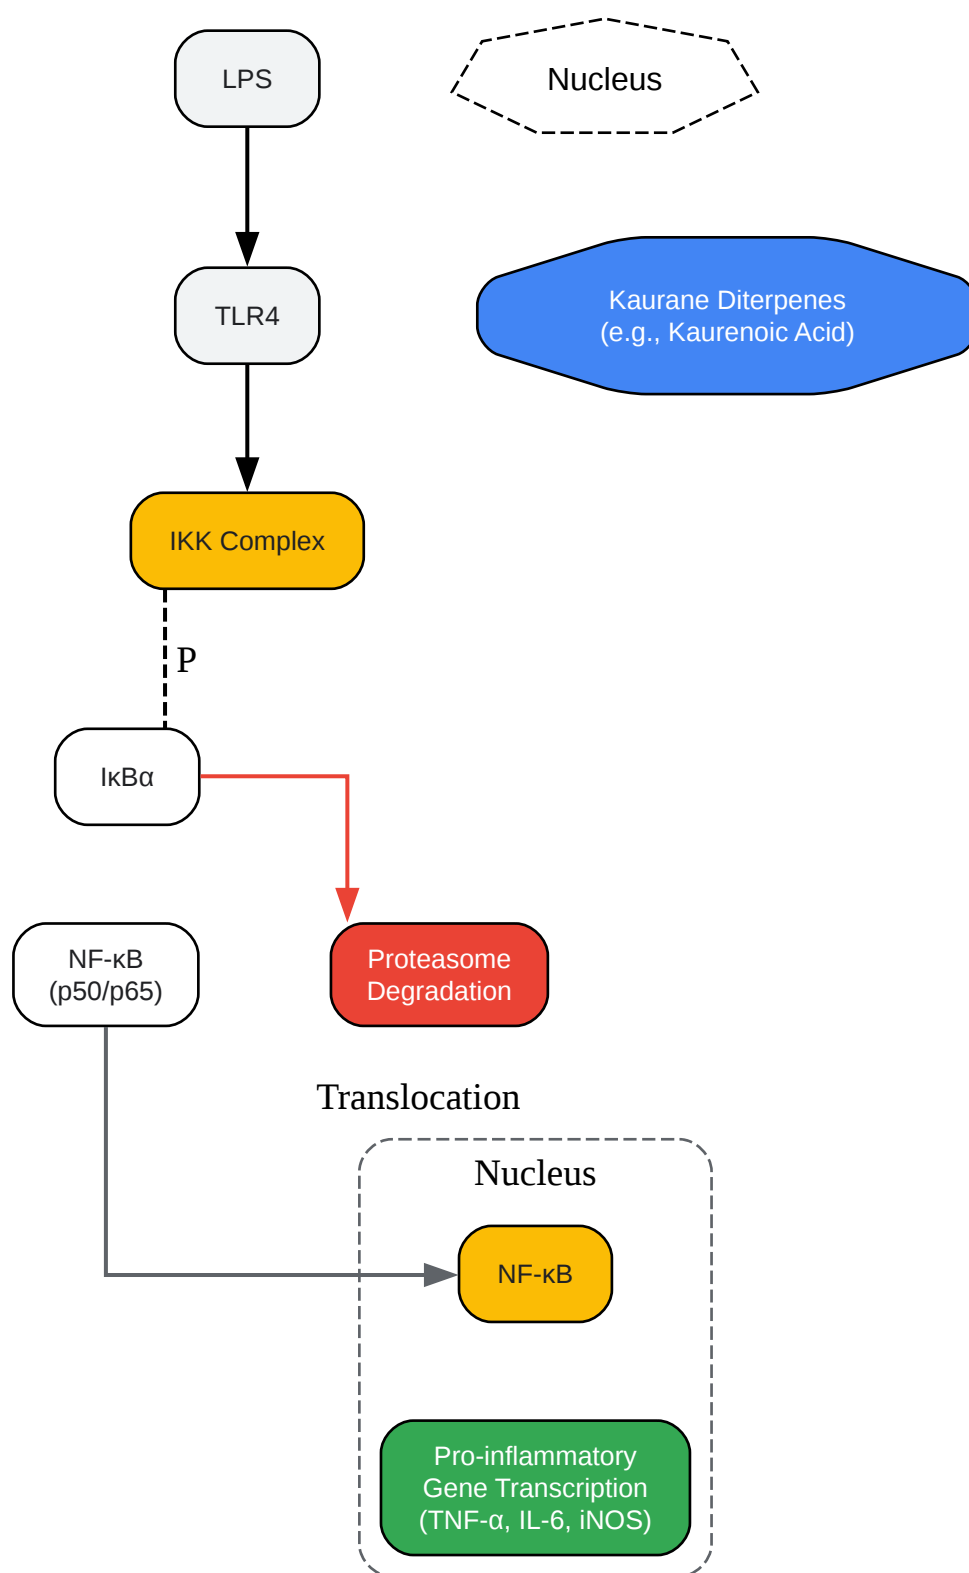 LPS
Nucleus
TLR4
Kaurane Diterpenes
(e.g., Kaurenoic Acid)
IKK Complex
P
IκBα
NF-κB
(p50/p65)
Proteasome
Degradation
Translocation
Nucleus
NF-κB
Pro-inflammatory
Gene Transcription
(TNF-α, IL-6, iNOS)